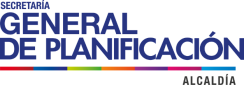 SECRETARÍA
GENERAL
DE PLANIFICACIÓN
ALCALDÍA